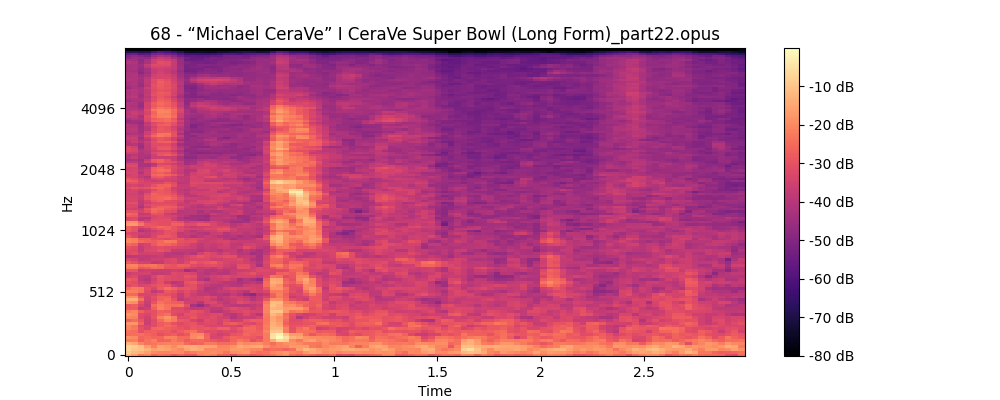 68 - “Michael CeraVe” I CeraVe Super Bowl (Long Form)_part22.opus
Hz
4096
2048
1024
512
0
0 0.5 1 1.5 2 2.5
Time
-10 dB
-20 dB
-30 dB
-40 dB
-50 dB
-60 dB
-70 dB
-80 dB